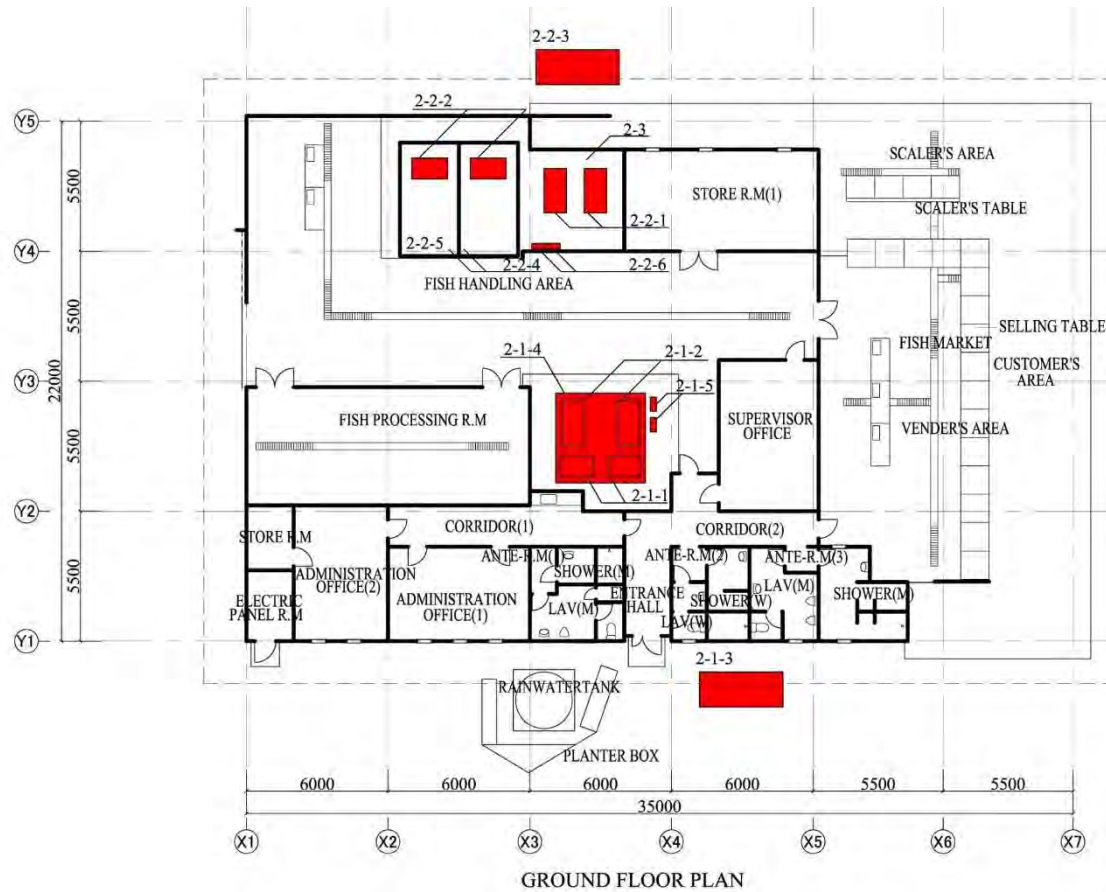 2-2-3
2-2-2
2-3
Y5
SCALER'S AREA
5500
STORE R.M(1)
SCALER'S TABLE
2-2-1
Y4
2-2-5
2-2-4
2-2-6
FISH HANDLING AREA
5500
SELLING TABLE
FISH MARKET
2-1-4
2-1-2
CUSTOMER'S
AREA
Y3
22000
2-1-5
FISH PROCESSING R.M
SUPERVISOR
OFFICE
VENDER'S AREA
5500
2-1-1
Y2
CORRIDOR(1)
CORRIDOR(2)
STORE R.M
ANTE-R.M(1)
ANTE-R.M(2)
ANTE-R.M(3)
ADMINISTRATION
OFFICE(2)
SHOWER(M)
LAV(M)
5500
ELECTRIC
PANEL R.M
ADMINISTRATION
OFFICE(1)
ENTRANCE
HALL
SHOWER(W)
SHOWER(M)
LAV(M)
LAV(W)
Y1
2-1-3
RAINWATERTANK
PLANTER BOX
6000 6000 6000 6000 5500 5500
35000
X1 X2 X3 X4 X5 X6 X7
GROUND FLOOR PLAN